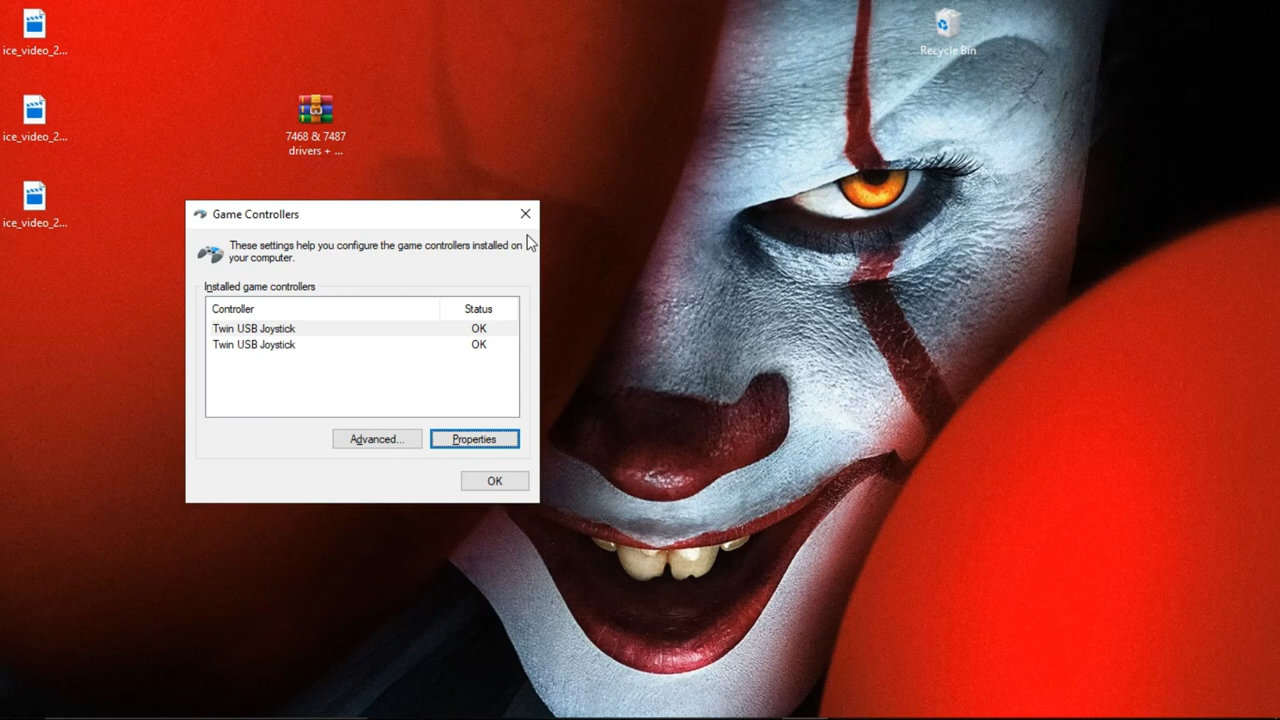 ice_video_2...
ice_video_2...
ice_video_2...
7468 & 7487
drivers + ...
Recycle Bin
Game Controllers
These settings help you configure the game controllers installed on
your computer.
Installed game controllers
Controller Status
Twin USB Joystick OK
Twin USB Joystick OK
Advanced... Properties
OK